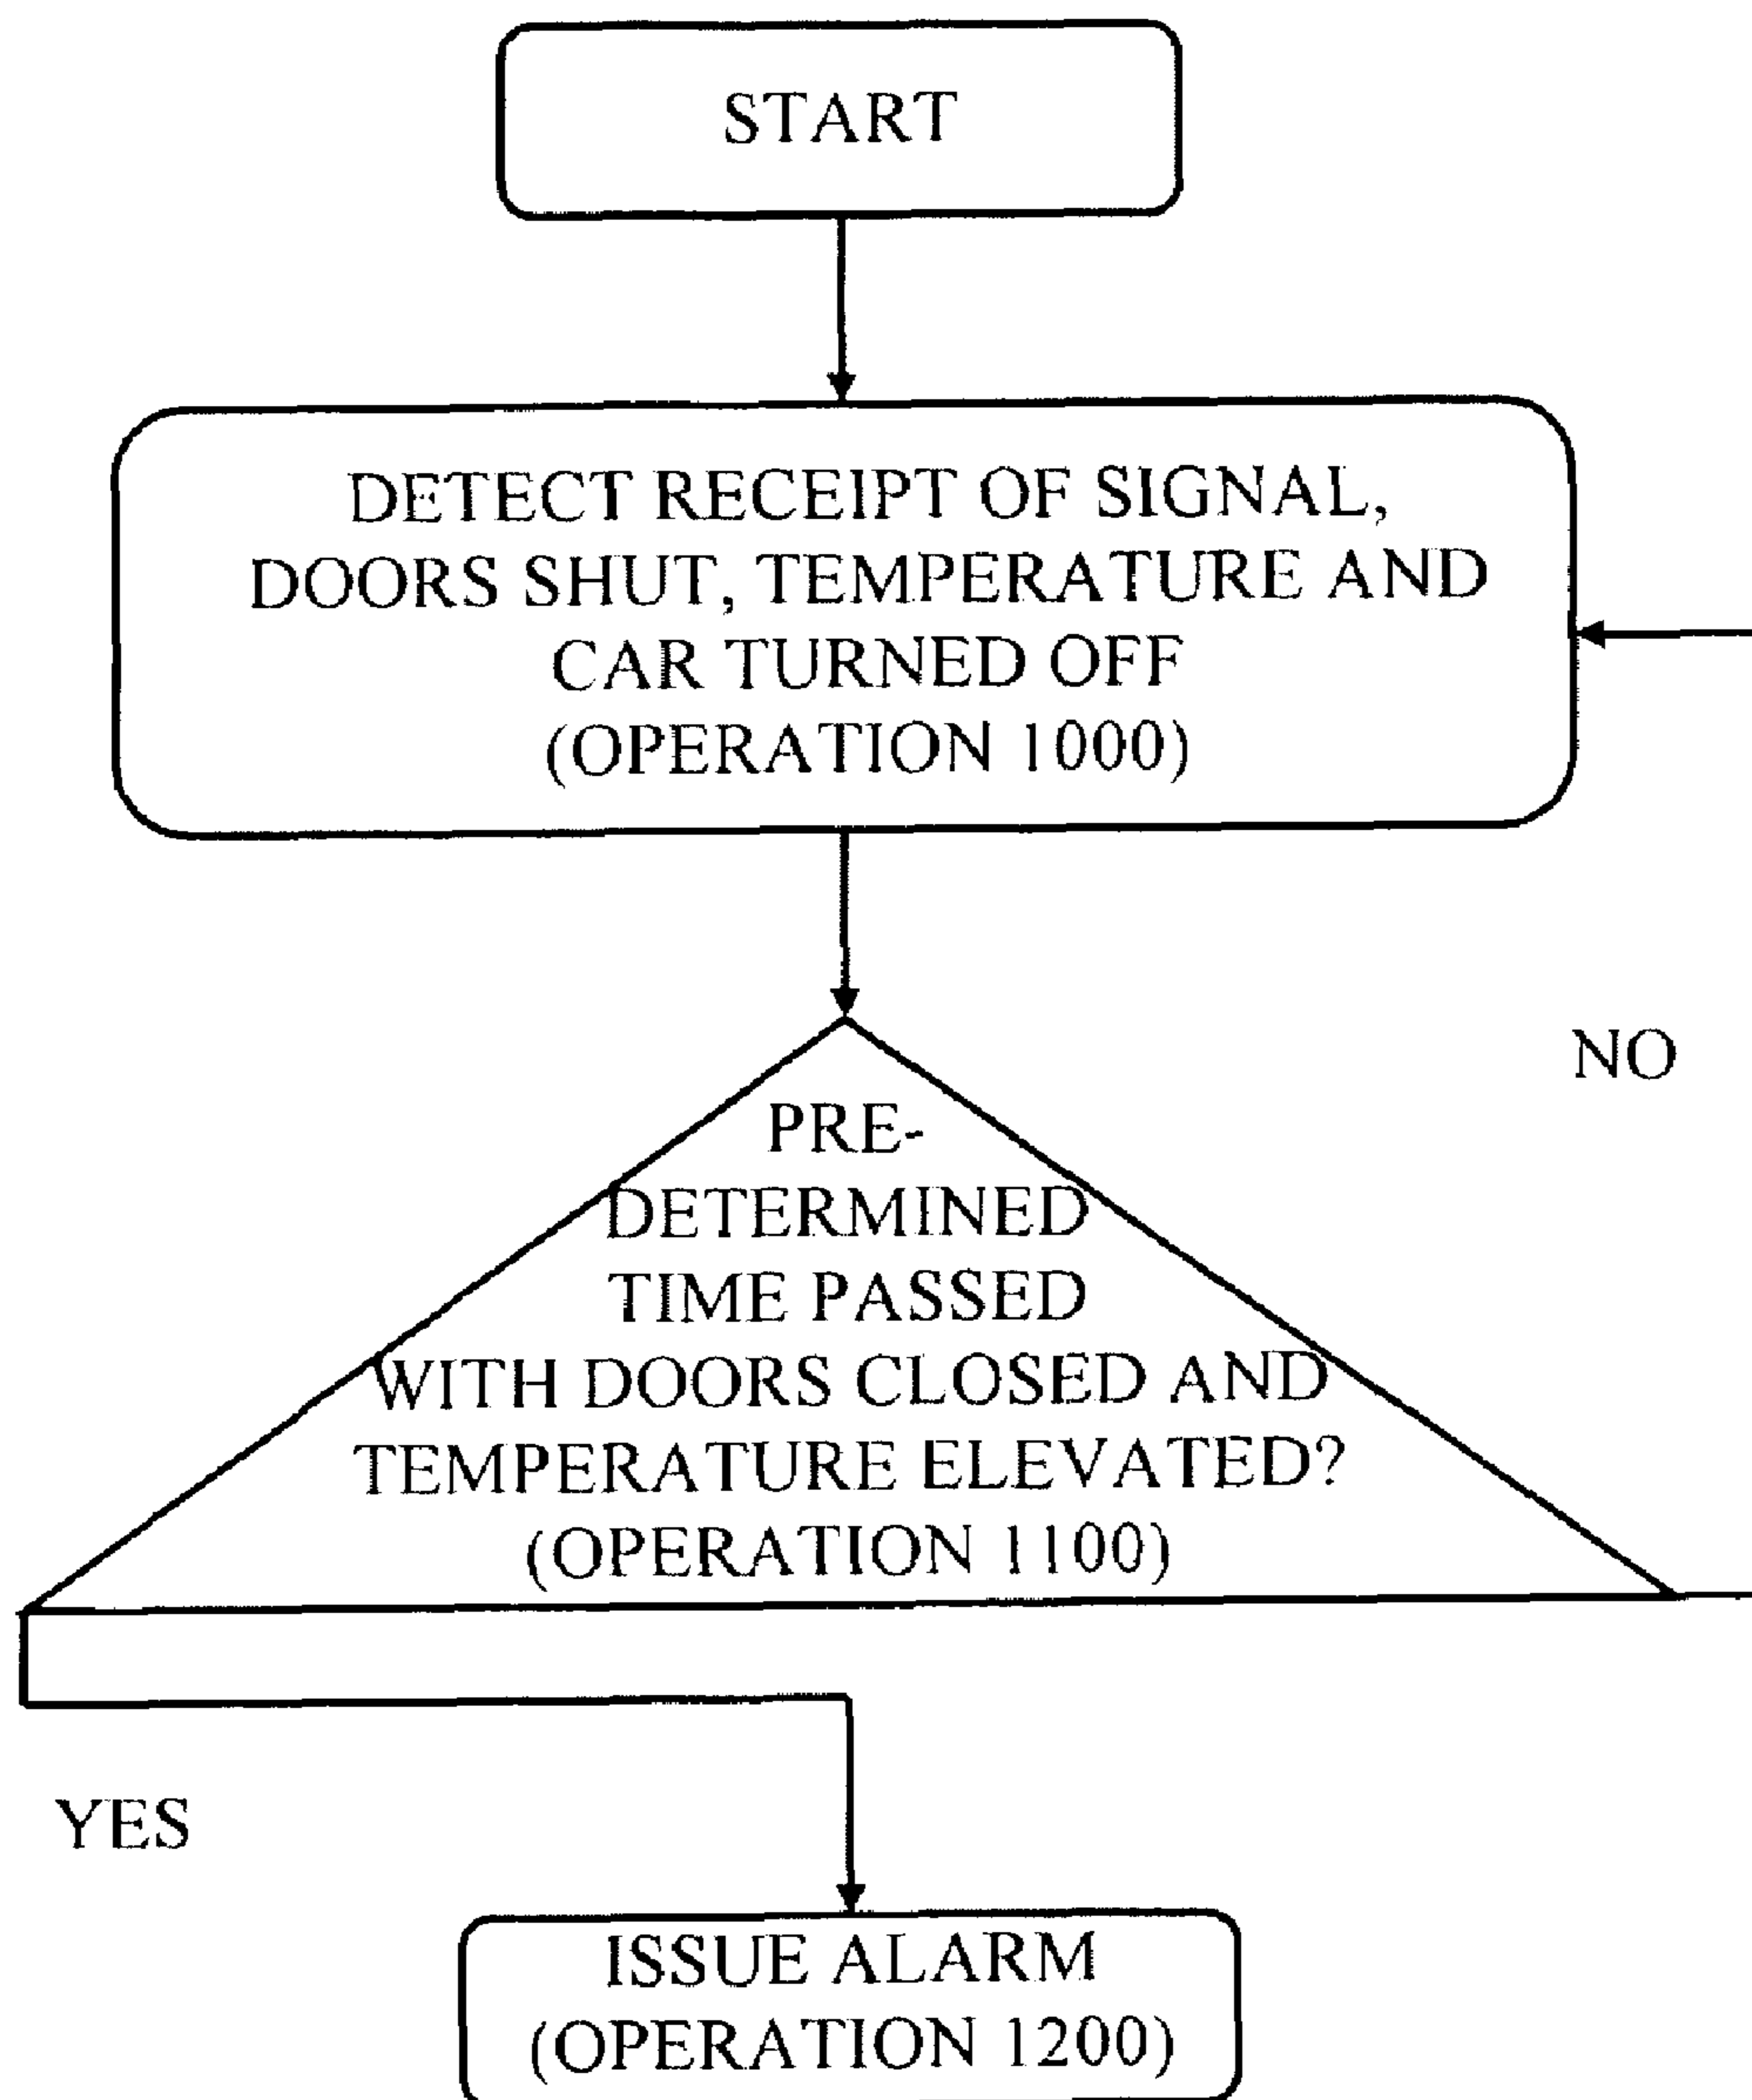 START
DETECT RECEIPT OF SIGNAL,
DOORS SHUT, TEMPERATURE AND
CAR TURNED OFF
(OPERATION 1000)
NO
PRE-
DETERMINED
TIME PASSED
WITH DOORS CLOSED AND
TEMPERATURE ELEVATED?
(OPERATION 1100)
YES
ISSUE ALARM
(OPERATION 1200)